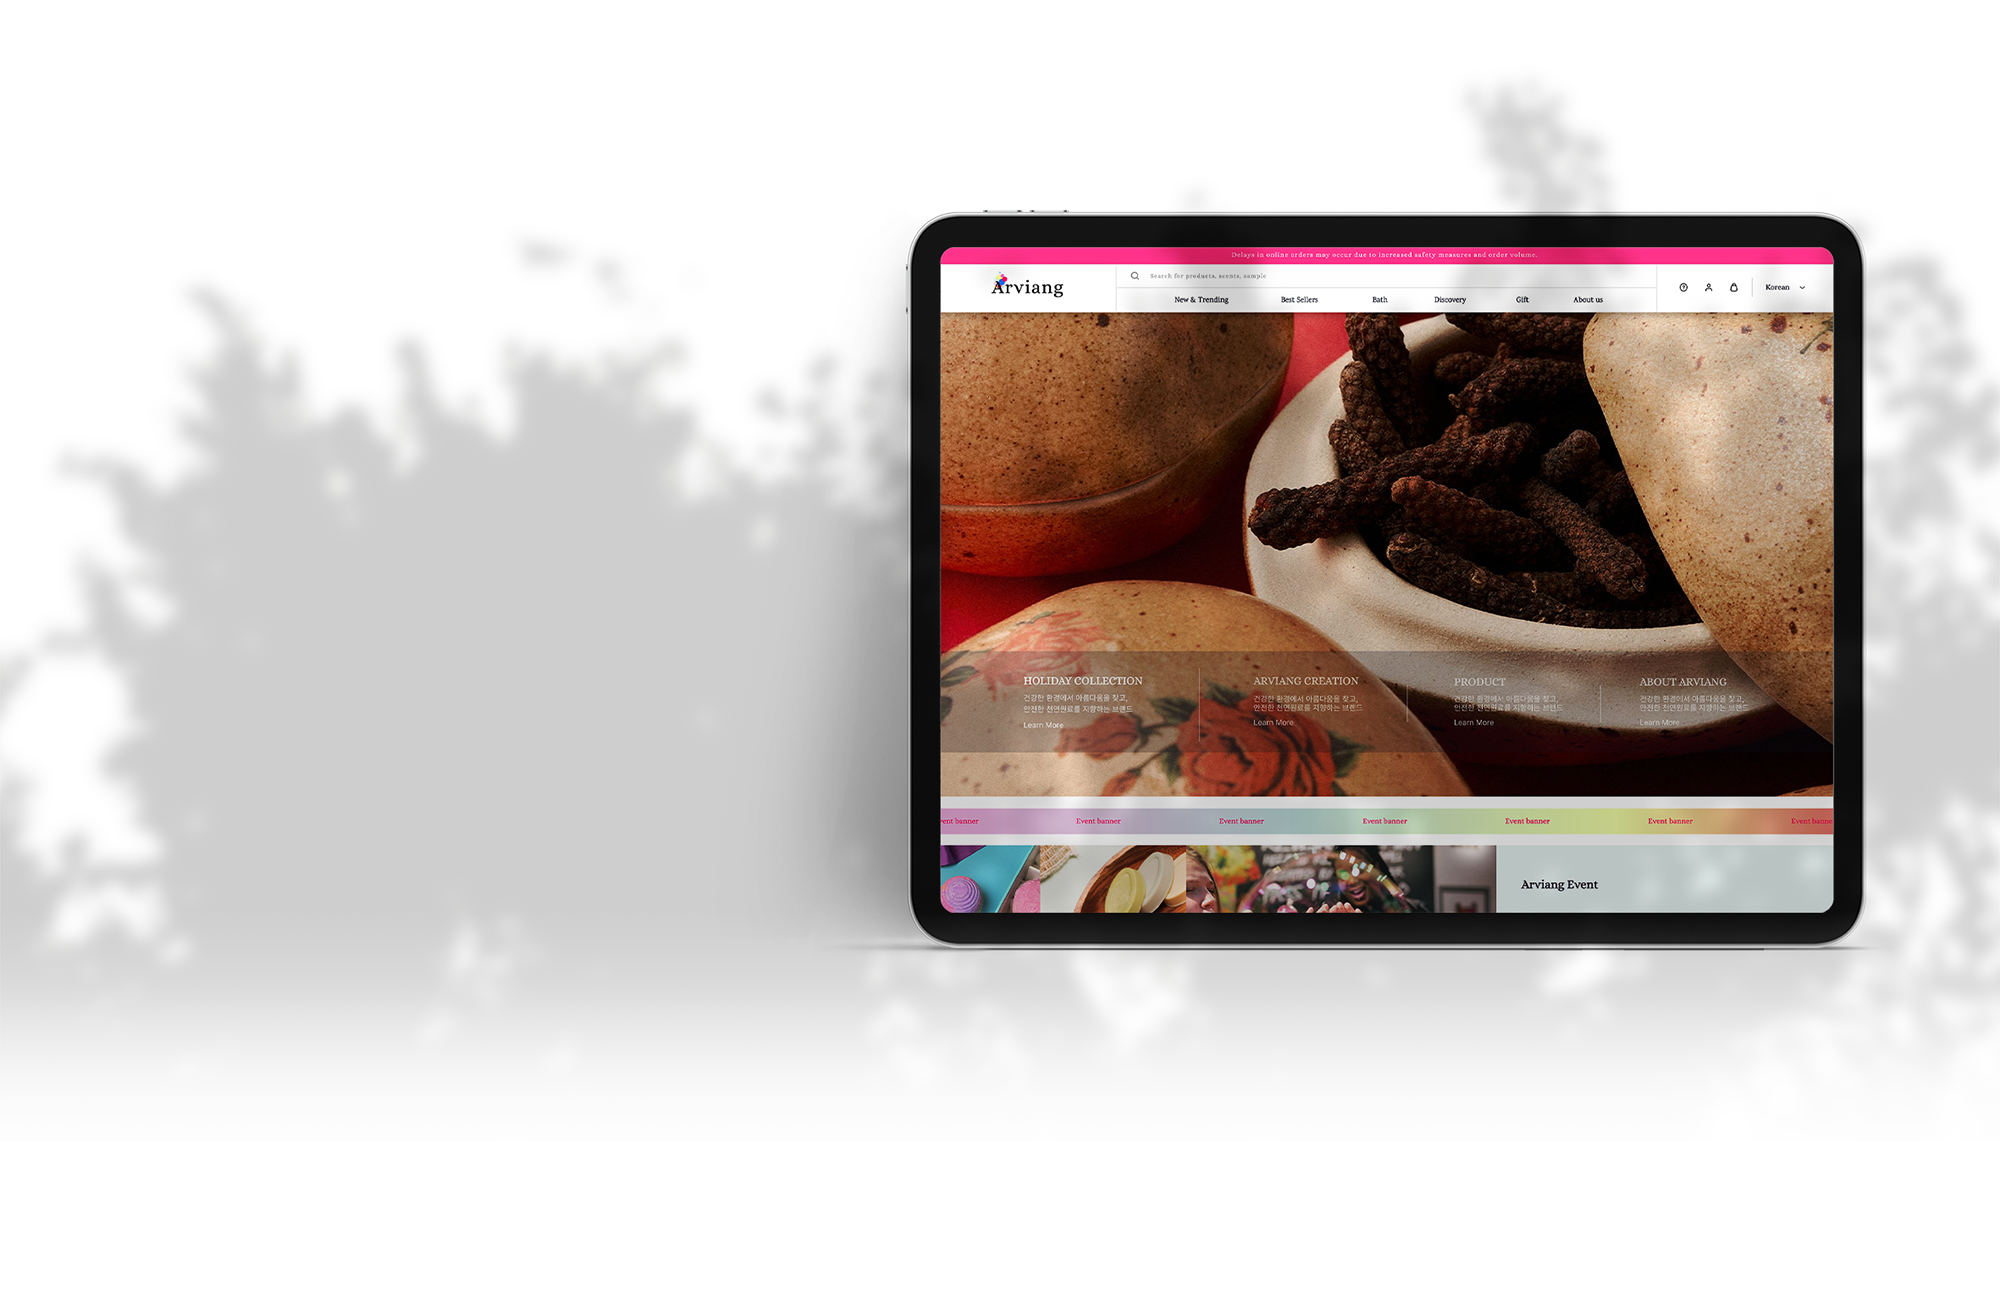 Delays in online orders may occur due to increased safety measures and order volume.
Arviang
Search for products, scents, sample
New & Trending Best Sellers Bath Discovery Gift About us
Korean
HOLIDAY COLLECTION
건강한 환경에서 아름다움을 찾고,
안전한 천연원료를 지향하는 브랜드
Learn More
ARVIANG CREATION
건강한 환경에서 아름다움을 찾고,
안전한 천연원료를 지향하는 브랜드
Learn More
PRODUCT
건강한 환경에서 아름다움을 찾고,
안전한 천연원료를 지향하는 브랜드
Learn More
ABOUT ARVIANG
건강한 환경에서 아름다움을 찾고,
안전한 천연원료를 지향하는 브랜드
Learn More
vent banner Event banner Event banner Event banner Event banner Event banner Event banne
Arviang Event